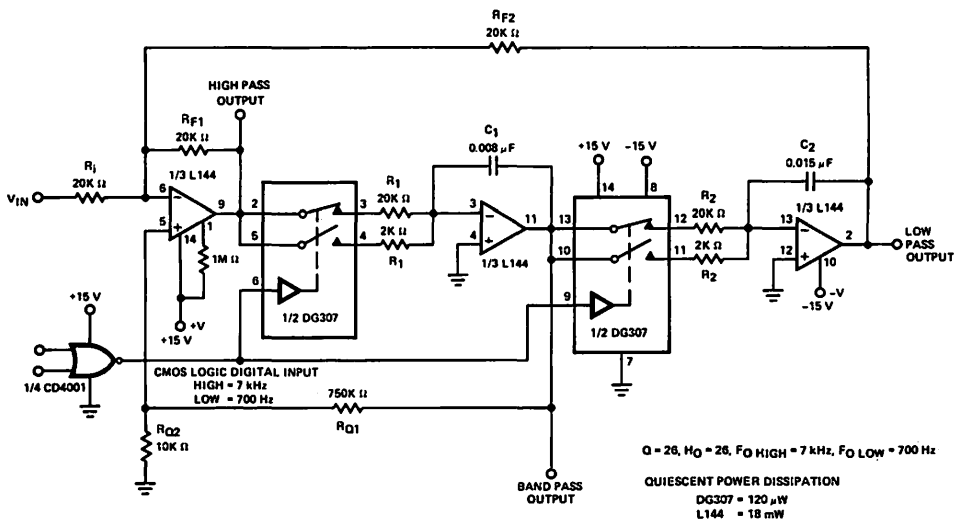 RF2
20K Ω
HIGH PASS
OUTPUT
RF1
20K Ω
C1
0.008 μF
+15 V
-15 V
C2
0.015 μF
Ri
20K Ω
1/3 L144
VIN
6
9
5
14
1
1M Ω
+V
+15 V
2
3
5
4
6
1/2 DG307
R1
20K Ω
2K Ω
R1
3
4
11
1/3 L144
14
8
13
12
10
11
9
1/2 DG307
7
R2
20K Ω
2K Ω
R2
1/3 L144
13
12
2
10
-V
-15 V
LOW
PASS
OUTPUT
+15 V
1/4 CD4001
CMOS LOGIC DIGITAL INPUT
HIGH = 7 kHz
LOW = 700 Hz
750K Ω
RQ1
RQ2
10K Ω
BAND PASS
OUTPUT
Q = 26, HO = 26, FO HIGH = 7 kHz, FO LOW = 700 Hz
QUIESCENT POWER DISSIPATION
DG307 = 120 μW
L144 = 18 mW